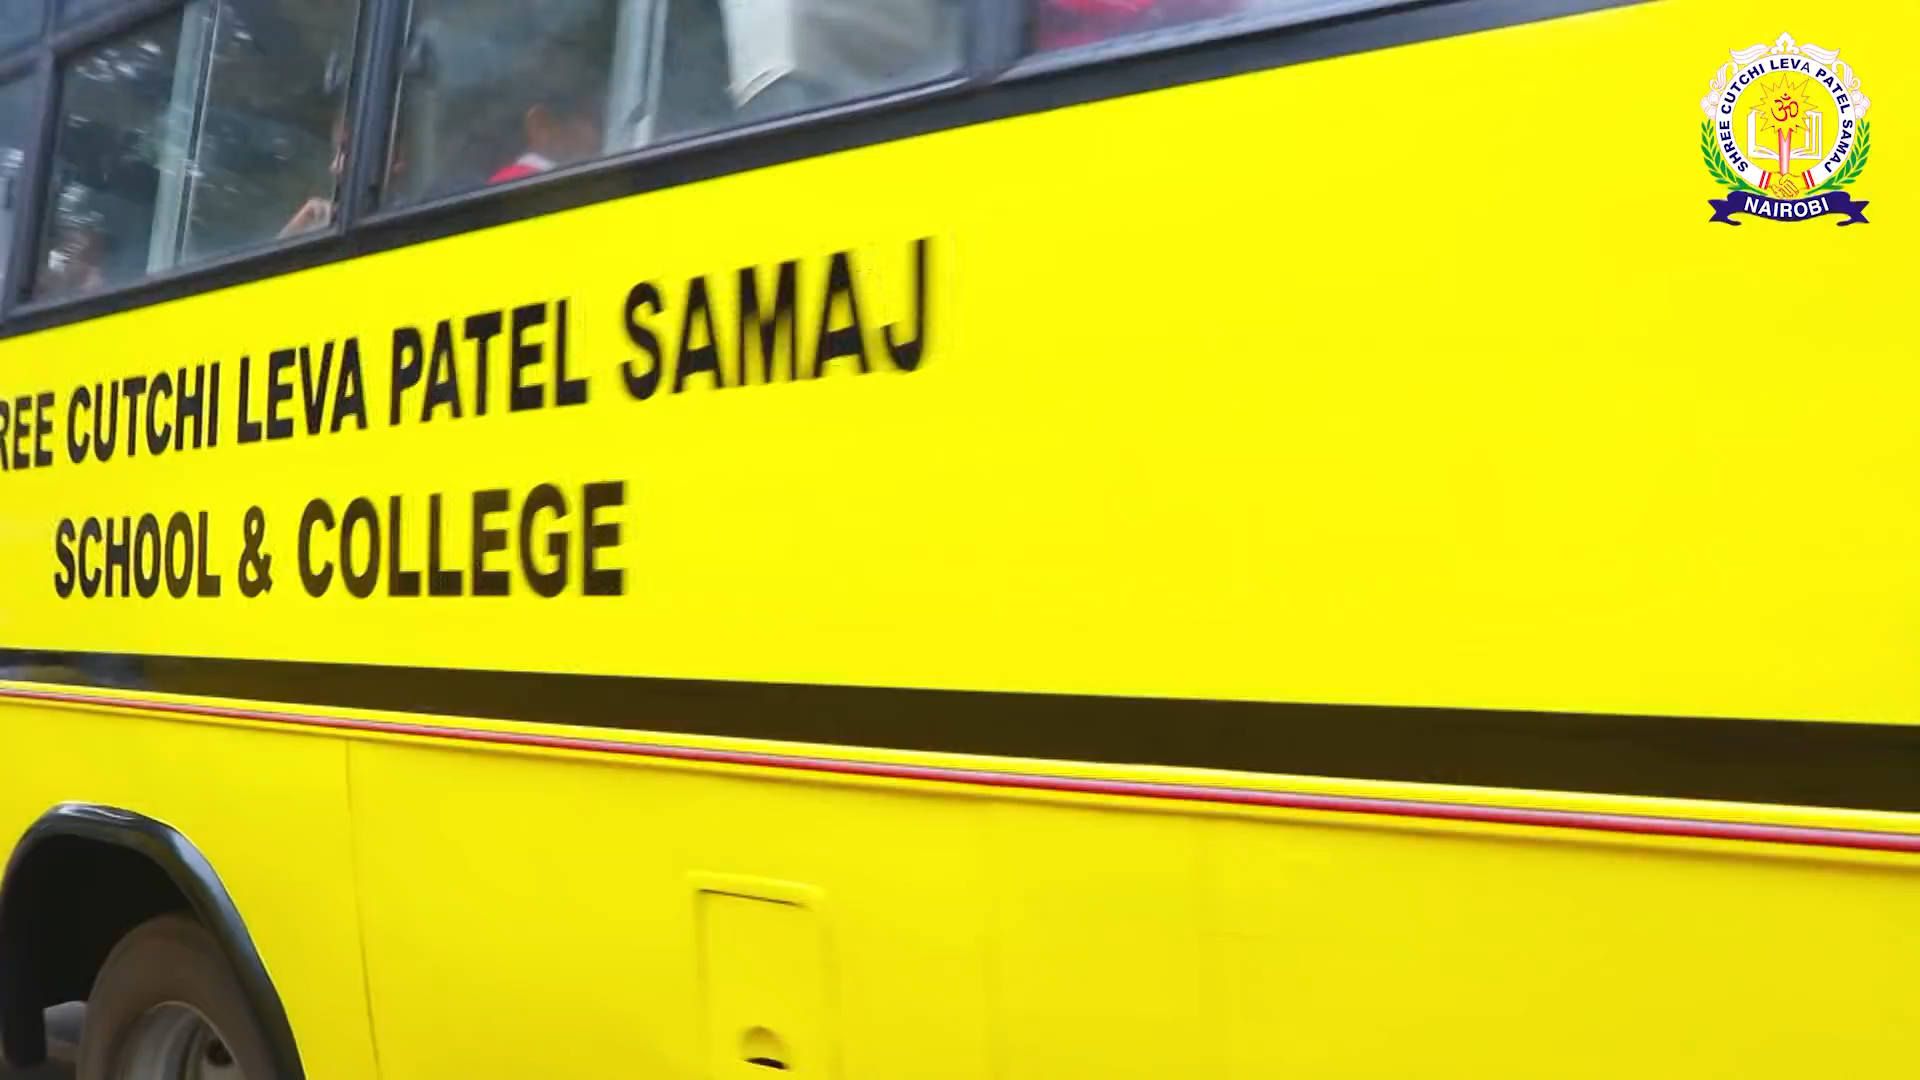 REE CUTCHI LEVA PATEL SAMAJ
SCHOOL & COLLEGE
SHREE CUTCHI LEVA PATEL SAMAJ
ॐ
NAIROBI